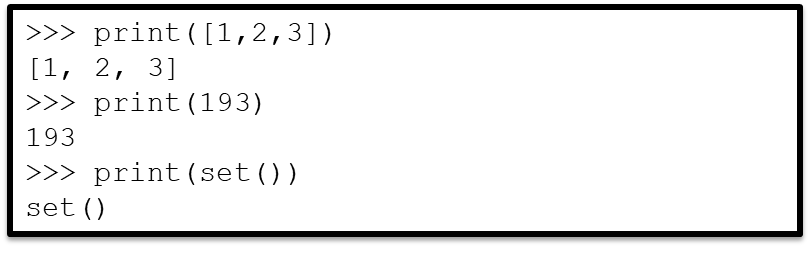 >>> print([1,2,3])
[1, 2, 3]
>>> print(193)
193
>>> print(set())
set()